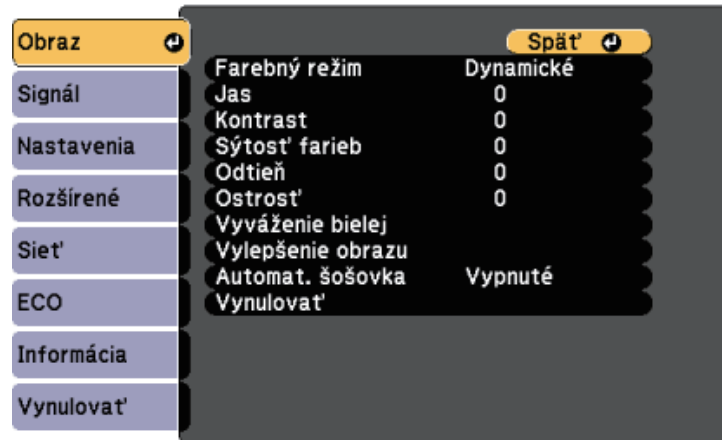 Obraz
Signál
Nastavenia
Rozšírené
Sieť
ECO
Informácia
Vynulovať
Späť
Farebný režim Dynamické
Jas 0
Kontrast 0
Sýtosť farieb 0
Odtieň 0
Ostrosť 0
Vyváženie bielej
Vylepšenie obrazu
Automat. šošovka Vypnuté
Vynulovať